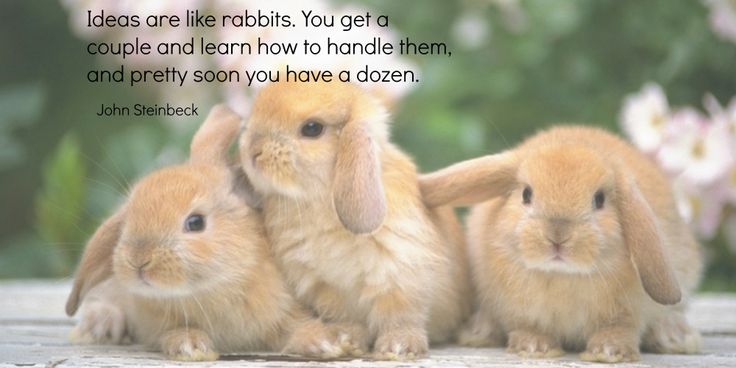 Ideas are like rabbits. You get a
couple and learn how to handle them,
and pretty soon you have a dozen.
John Steinbeck